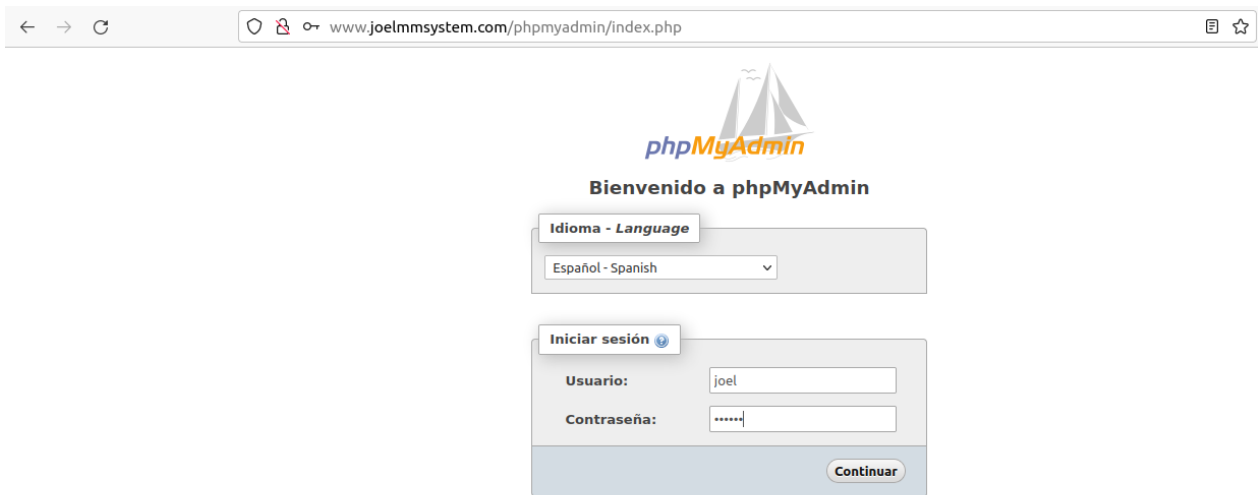 www.joelmmsystem.com/phpmyadmin/index.php
phpMyAdmin
Bienvenido a phpMyAdmin
Idioma - Language
Español - Spanish
Iniciar sesión
Usuario: joel
Contraseña: ••••••
Continuar